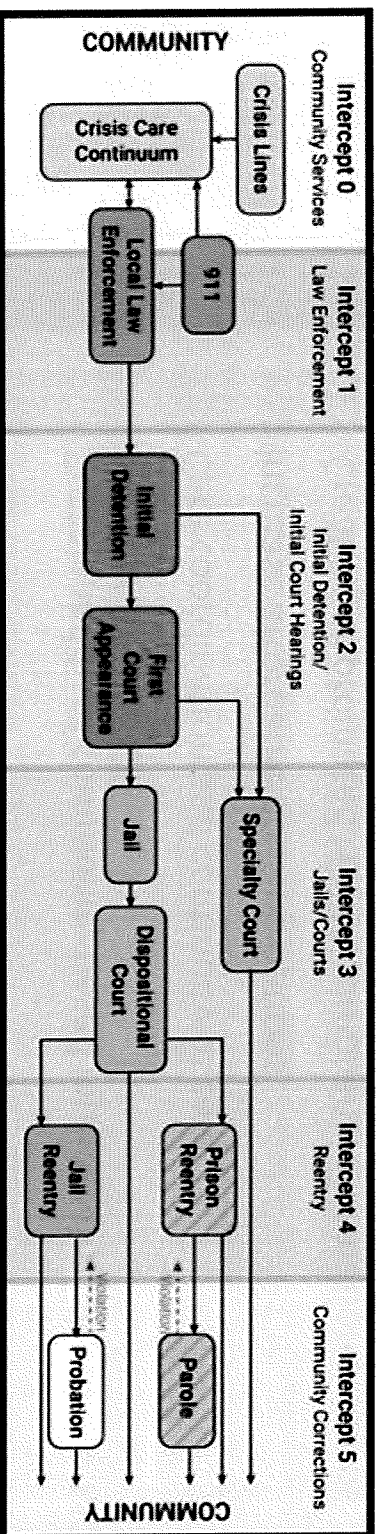 Intercept 0
Community Services
Intercept 1
Law Enforcement
Intercept 2
Initial Detention/
Initial Court Hearings
Intercept 3
Jails/Courts
Intercept 4
Reentry
Intercept 5
Community Corrections
COMMUNITY
Crisis Lines
Crisis Care
Continuum
911
Local Law
Enforcement
Initial
Detention
First
Court
Appearance
Specialty Court
Jail
Dispositional
Court
Prison
Reentry
Jail
Reentry
Violation
Parole
Violation
Probation
COMMUNITY